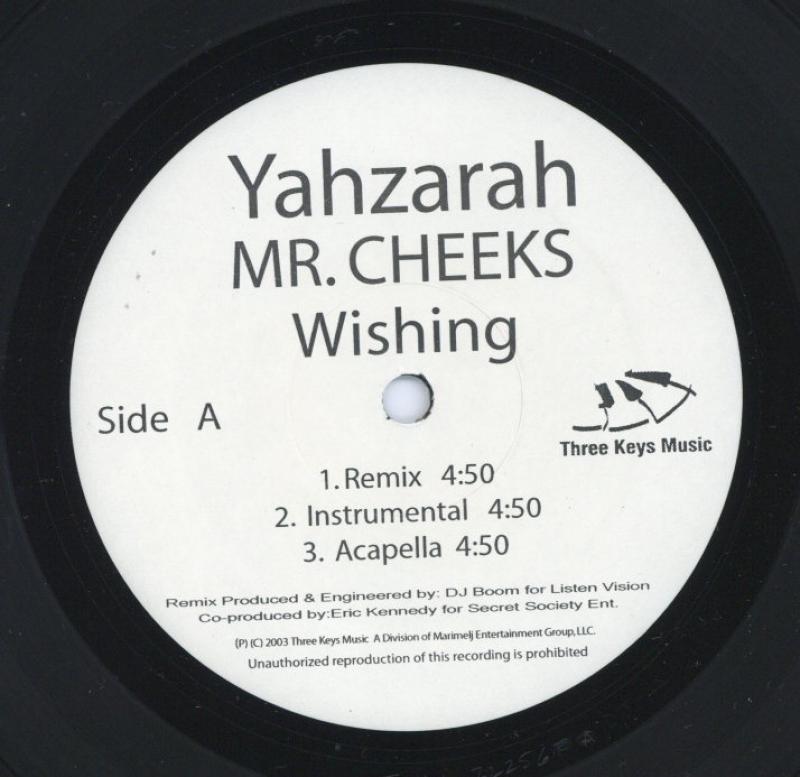 Yahzarah
MR. CHEEKS
Wishing
Side A
Three Keys Music
1. Remix 4:50
2. Instrumental 4:50
3. Acapella 4:50
Remix Produced & Engineered by: DJ Boom for Listen Vision
Co-produced by:Eric Kennedy for Secret Society Ent.
(P) (C) 2003 Three Keys Music A Division of Marimelj Entertainment Group, LLC.
Unauthorized reproduction of this recording is prohibited